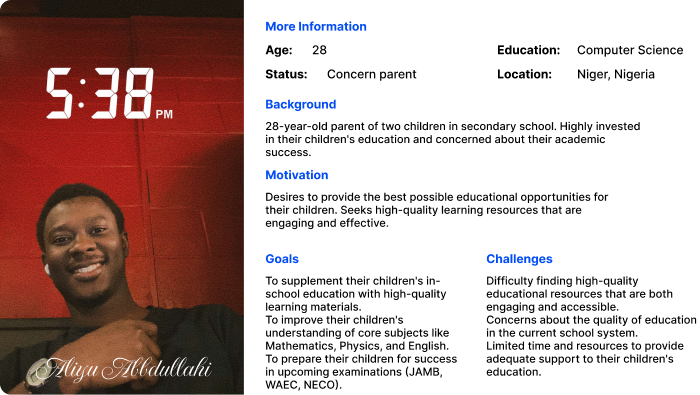 5:38 PM
Aizu Abdullahi
More Information
Age: 28
Education: Computer Science
Status: Concern parent
Location: Niger, Nigeria
Background
28-year-old parent of two children in secondary school. Highly invested
in their children's education and concerned about their academic
success.
Motivation
Desires to provide the best possible educational opportunities for
their children. Seeks high-quality learning resources that are
engaging and effective.
Goals
To supplement their children's in-
school education with high-quality
learning materials.
To improve their children's
understanding of core subjects like
Mathematics, Physics, and English.
To prepare their children for success
in upcoming examinations (JAMB,
WAEC, NECO).
Challenges
Difficulty finding high-quality
educational resources that are both
engaging and accessible.
Concerns about the quality of education
in the current school system.
Limited time and resources to provide
adequate support to their children's
education.